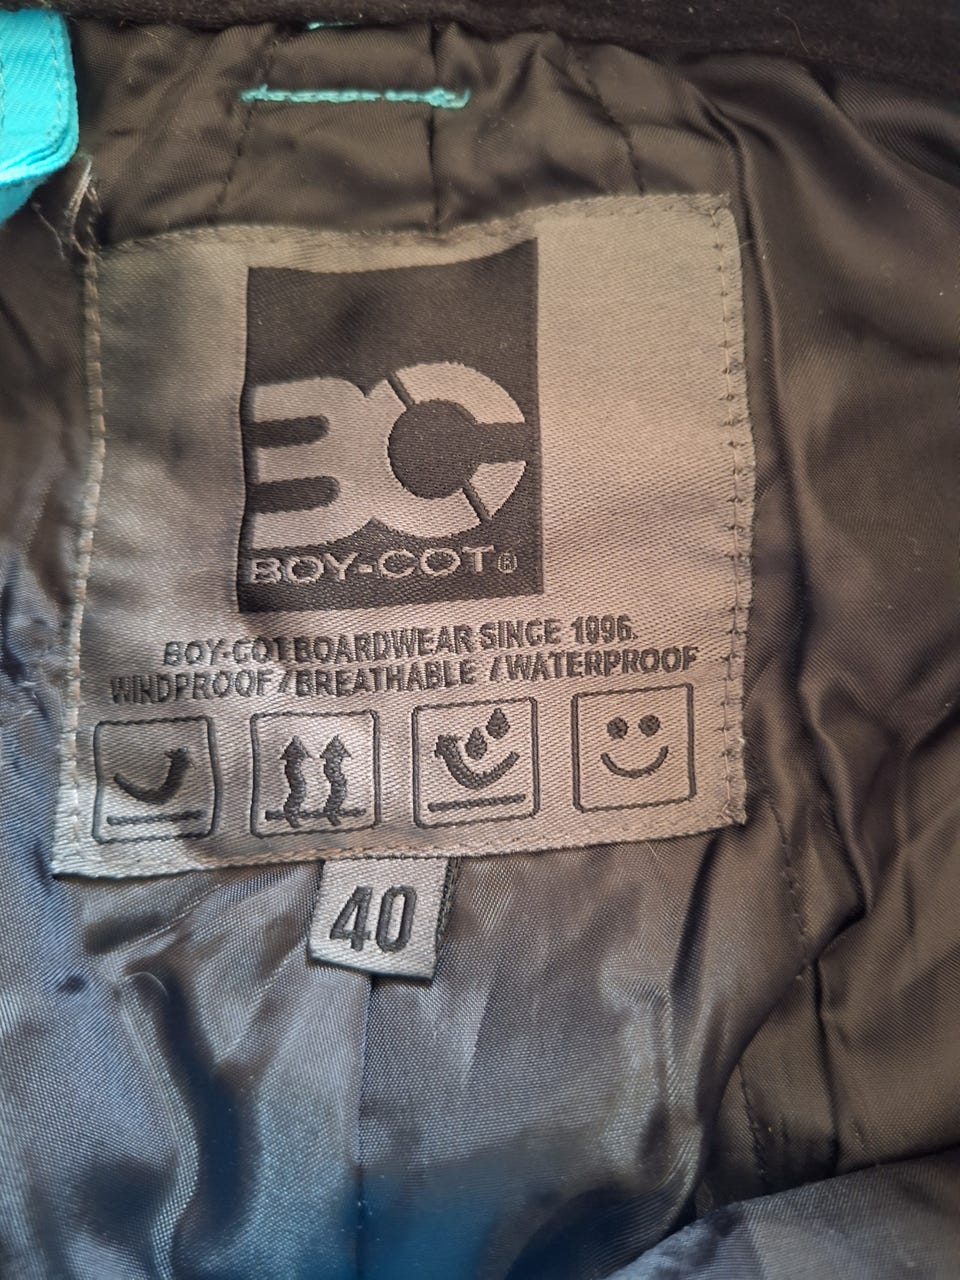 BC
BOY-COT®
BOY-COT BOARDWEAR SINCE 1996.
WINDPROOF / BREATHABLE / WATERPROOF
40